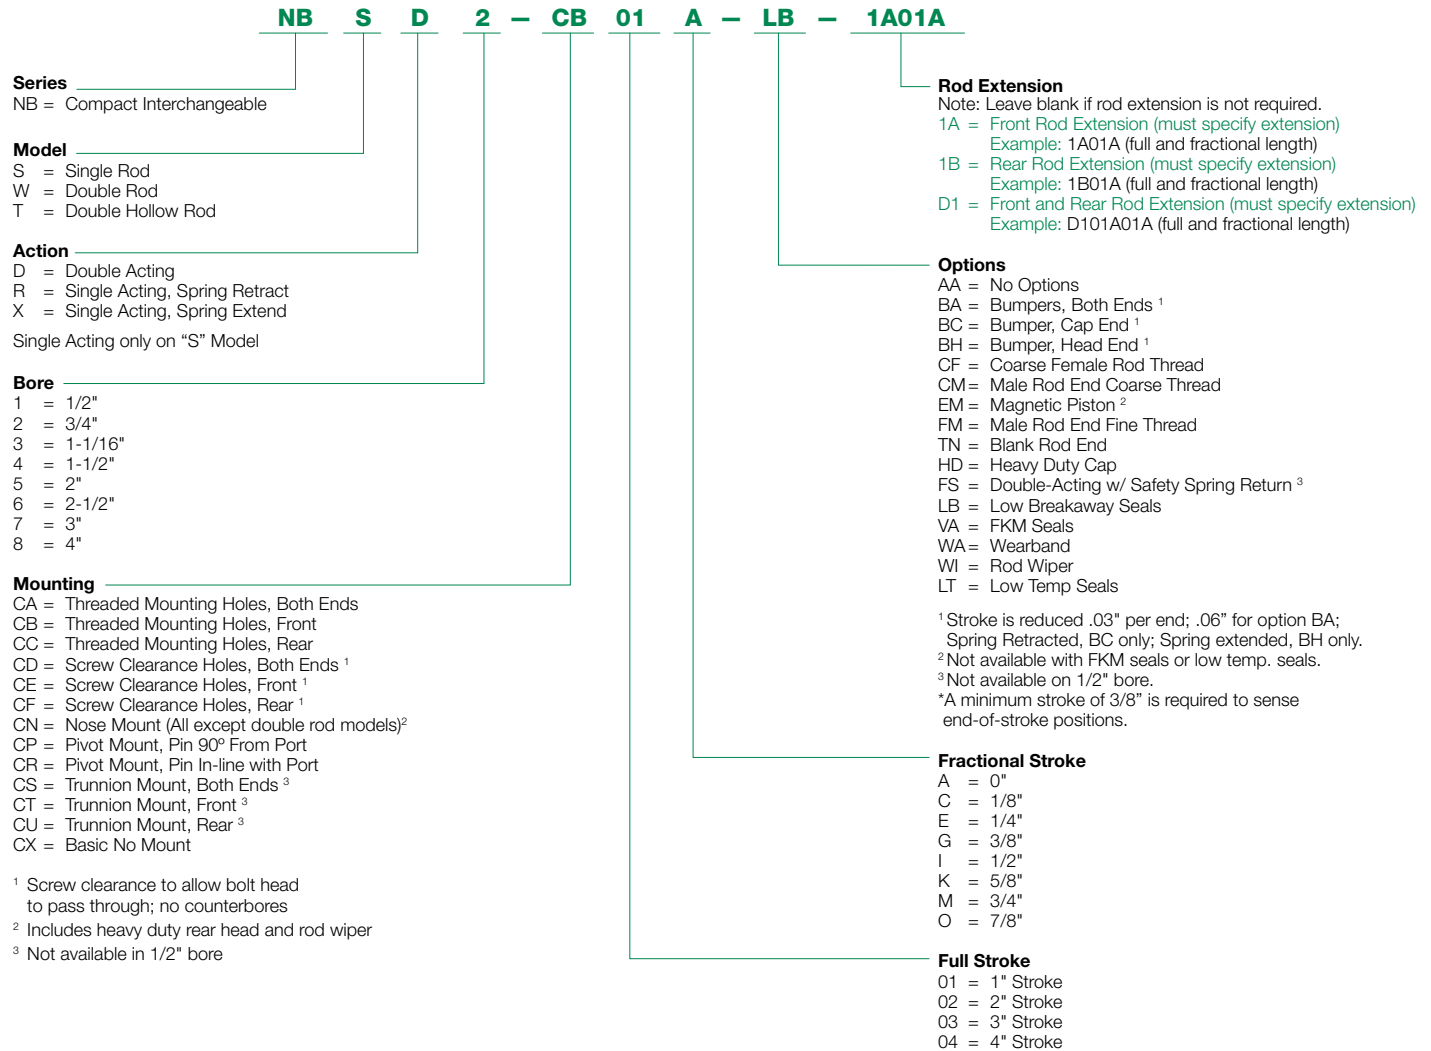 NB S D 2 – CB 01 A – LB – 1A01A
Series
NB = Compact Interchangeable
Model
S = Single Rod
W = Double Rod
T = Double Hollow Rod
Action
D = Double Acting
R = Single Acting, Spring Retract
X = Single Acting, Spring Extend
Single Acting only on “S” Model
Bore
1 = 1/2"
2 = 3/4"
3 = 1-1/16"
4 = 1-1/2"
5 = 2"
6 = 2-1/2"
7 = 3"
8 = 4"
Mounting
CA = Threaded Mounting Holes, Both Ends
CB = Threaded Mounting Holes, Front
CC = Threaded Mounting Holes, Rear
CD = Screw Clearance Holes, Both Ends 1
CE = Screw Clearance Holes, Front 1
CF = Screw Clearance Holes, Rear 1
CN = Nose Mount (All except double rod models)2
CP = Pivot Mount, Pin 90º From Port
CR = Pivot Mount, Pin In-line with Port
CS = Trunnion Mount, Both Ends 3
CT = Trunnion Mount, Front 3
CU = Trunnion Mount, Rear 3
CX = Basic No Mount
1 Screw clearance to allow bolt head
to pass through; no counterbores
2 Includes heavy duty rear head and rod wiper
3 Not available in 1/2" bore
Rod Extension
Note: Leave blank if rod extension is not required.
1A = Front Rod Extension (must specify extension)
Example: 1A01A (full and fractional length)
1B = Rear Rod Extension (must specify extension)
Example: 1B01A (full and fractional length)
D1 = Front and Rear Rod Extension (must specify extension)
Example: D101A01A (full and fractional length)
Options
AA = No Options
BA = Bumpers, Both Ends 1
BC = Bumper, Cap End 1
BH = Bumper, Head End 1
CF = Coarse Female Rod Thread
CM = Male Rod End Coarse Thread
EM = Magnetic Piston 2
FM = Male Rod End Fine Thread
TN = Blank Rod End
HD = Heavy Duty Cap
FS = Double-Acting w/ Safety Spring Return 3
LB = Low Breakaway Seals
VA = FKM Seals
WA = Wearband
WI = Rod Wiper
LT = Low Temp Seals
1 Stroke is reduced .03" per end; .06” for option BA;
Spring Retracted, BC only; Spring extended, BH only.
2 Not available with FKM seals or low temp. seals.
3 Not available on 1/2" bore.
*A minimum stroke of 3/8” is required to sense
end-of-stroke positions.
Fractional Stroke
A = 0"
C = 1/8"
E = 1/4"
G = 3/8"
I = 1/2"
K = 5/8"
M = 3/4"
O = 7/8"
Full Stroke
01 = 1" Stroke
02 = 2" Stroke
03 = 3" Stroke
04 = 4" Stroke